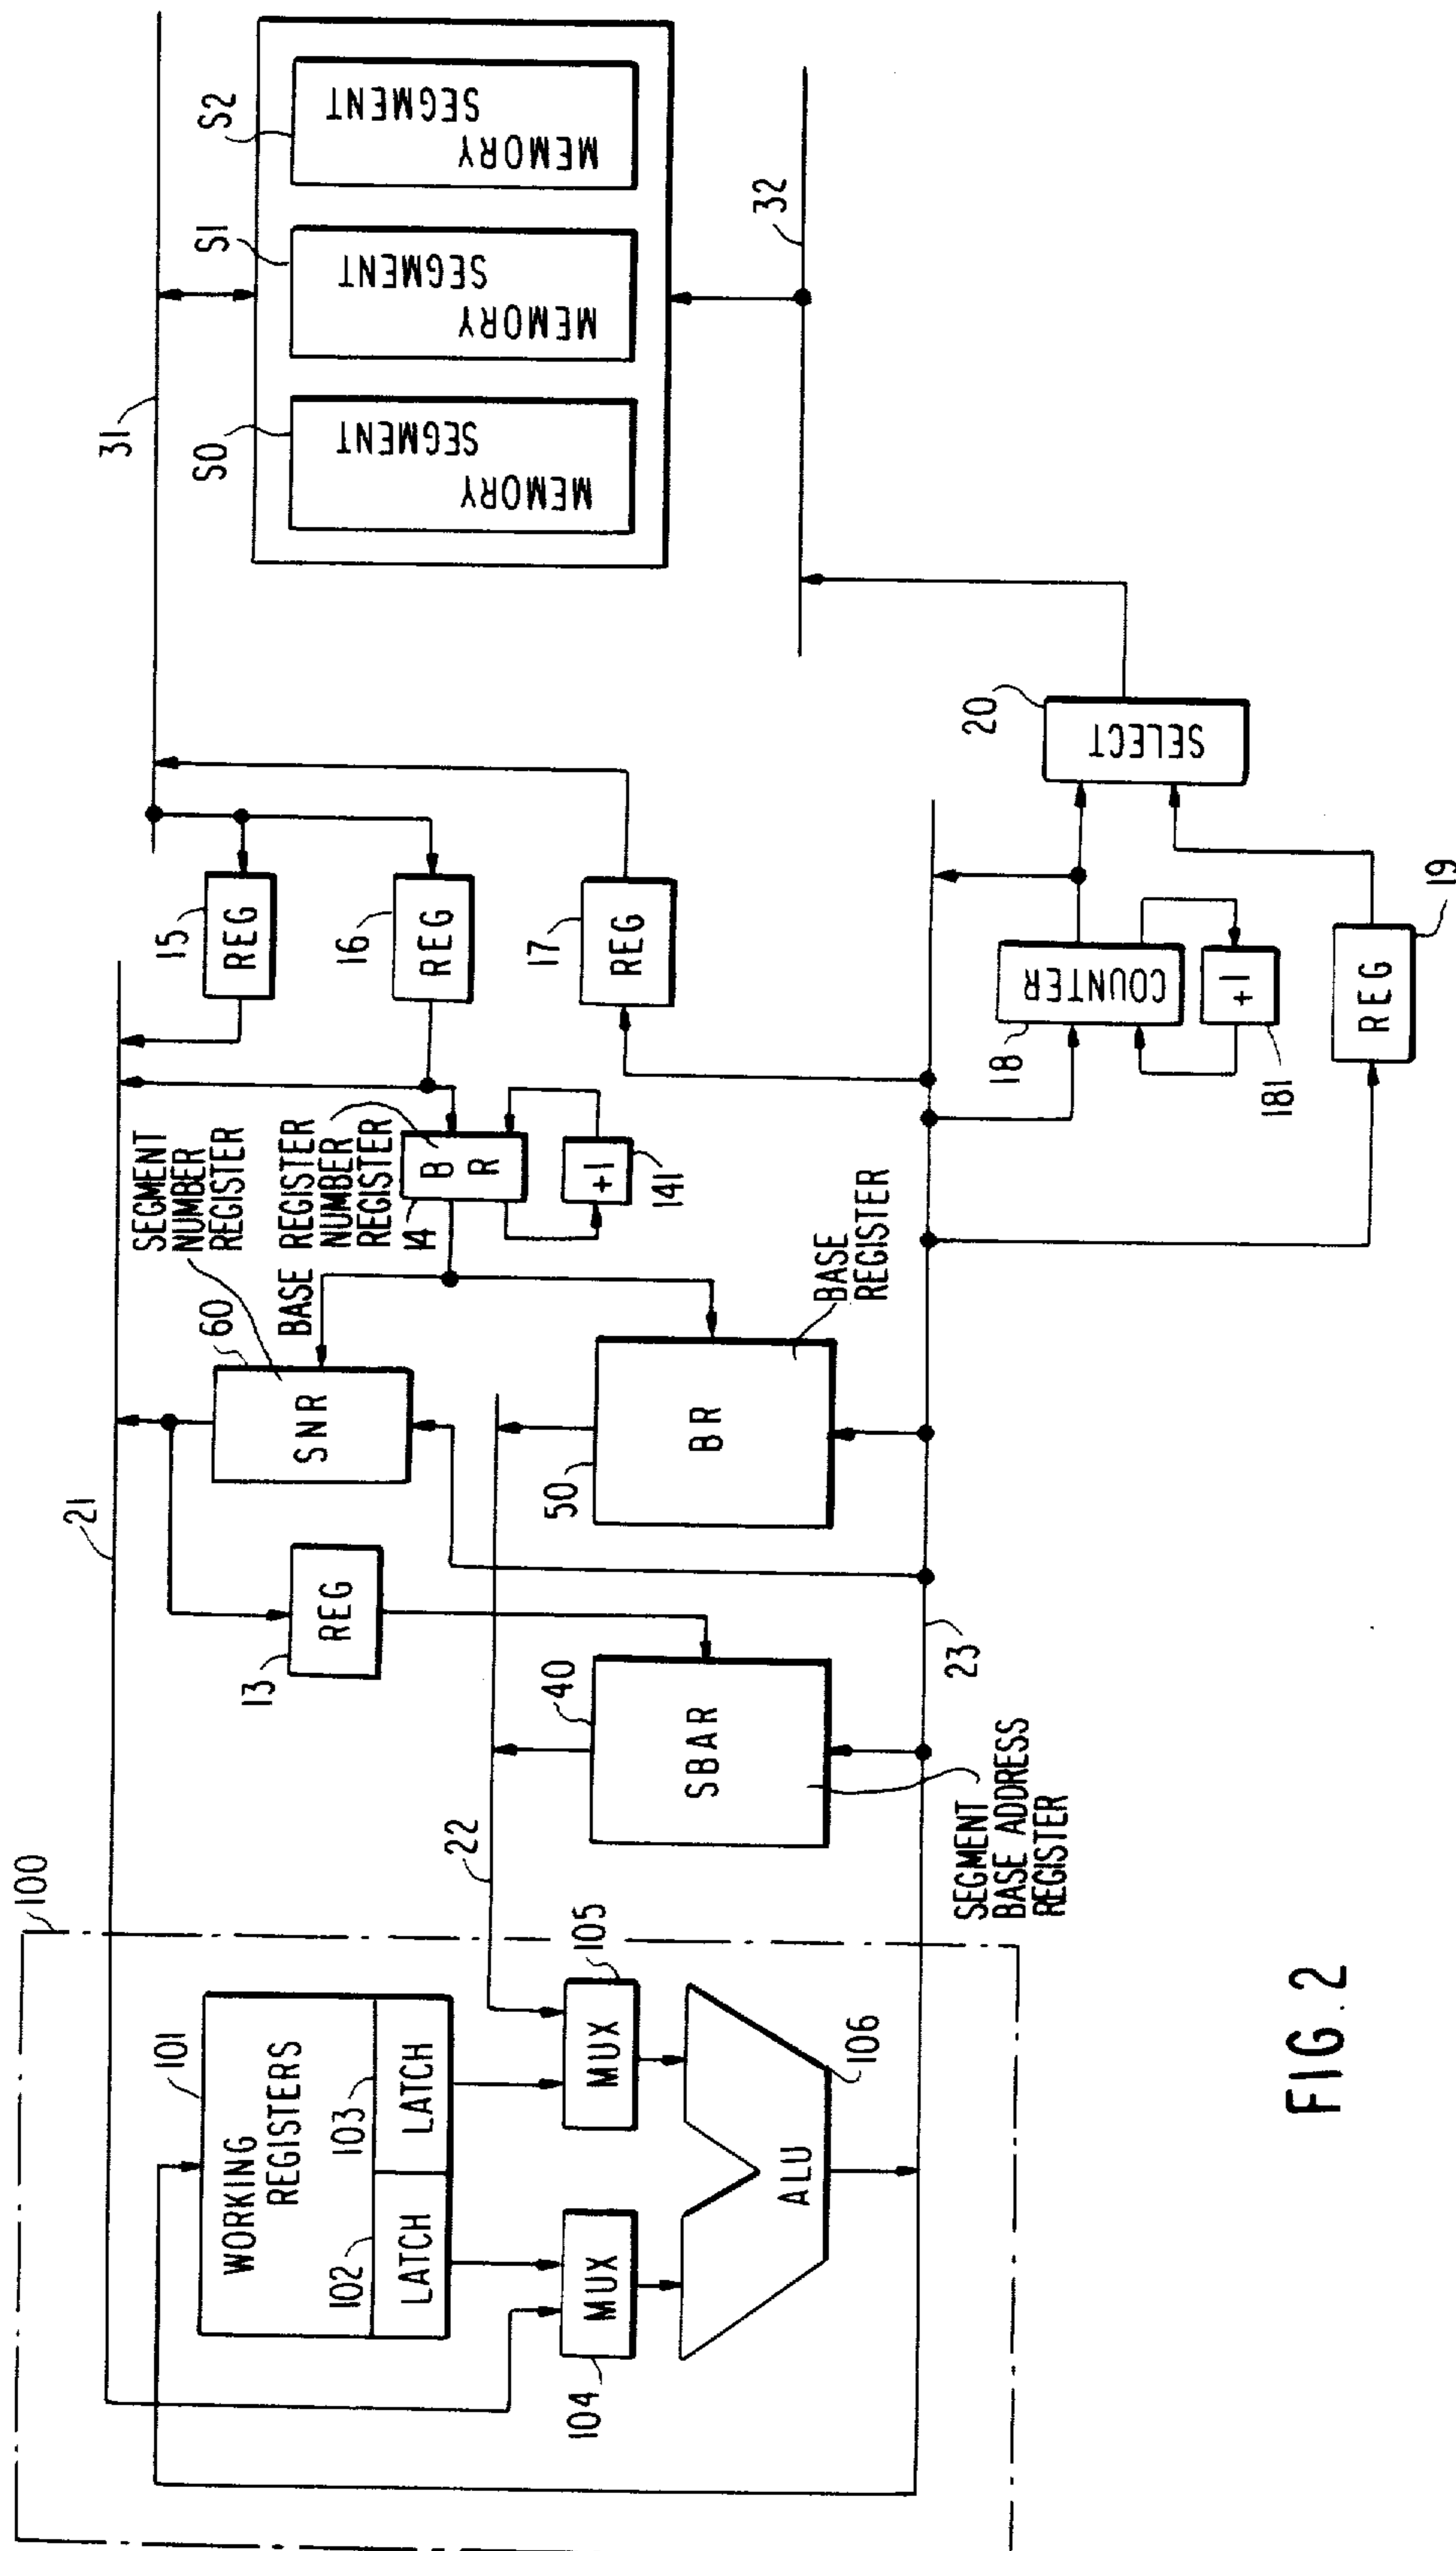 100
101
WORKING
REGISTERS
102
103
LATCH
LATCH
104
MUX
105
MUX
ALU
106
21
22
23
13
REG
40
SBAR
SEGMENT
BASE ADDRESS
REGISTER
60
SNR
SEGMENT
NUMBER
REGISTER
50
BR
BASE
REGISTER
BASE REGISTER
NUMBER
REGISTER
14
B
R
+1
141
15
REG
16
REG
17
REG
18
COUNTER
+1
181
19
REG
20
SELECT
31
32
S0
MEMORY
SEGMENT
S1
MEMORY
SEGMENT
S2
MEMORY
SEGMENT
FIG. 2